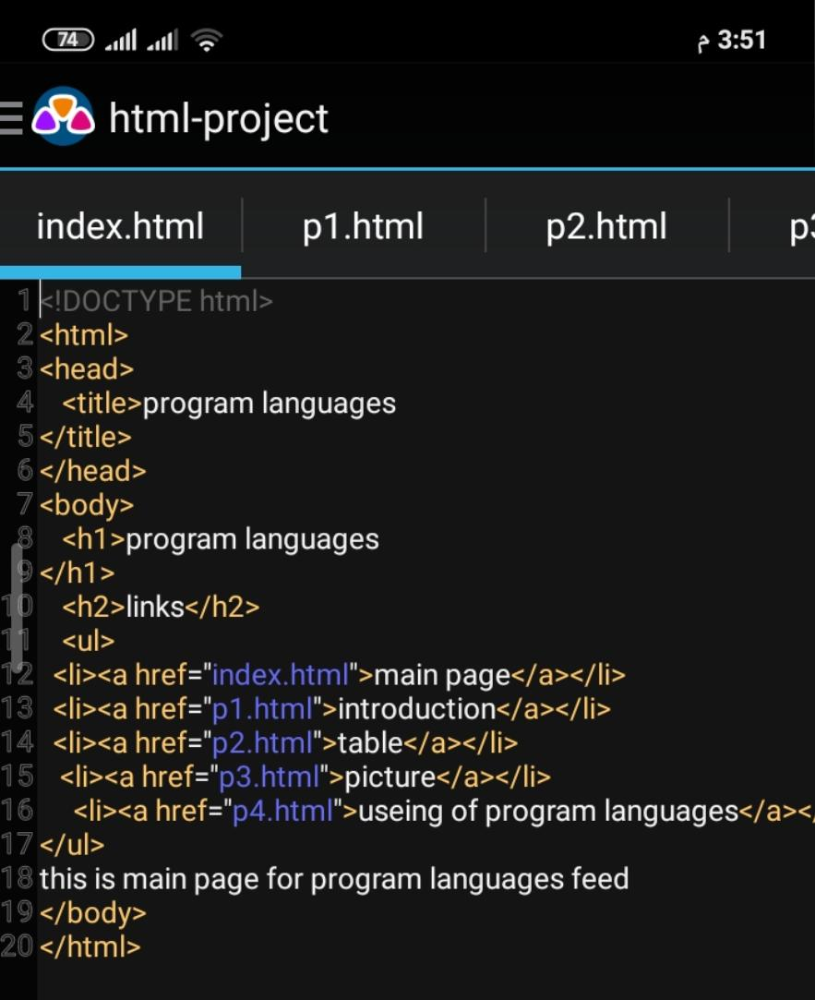 74
3:51 م
html-project
index.html p1.html p2.html p3
1 <!DOCTYPE html>
2 <html>
3 <head>
4 <title>program languages
5 </title>
6 </head>
7 <body>
8 <h1>program languages
9 </h1>
10 <h2>links</h2>
11 <ul>
12 <li><a href="index.html">main page</a></li>
13 <li><a href="p1.html">introduction</a></li>
14 <li><a href="p2.html">table</a></li>
15 <li><a href="p3.html">picture</a></li>
16 <li><a href="p4.html">useing of program languages</a><
17 </ul>
18 this is main page for program languages feed
19 </body>
20 </html>